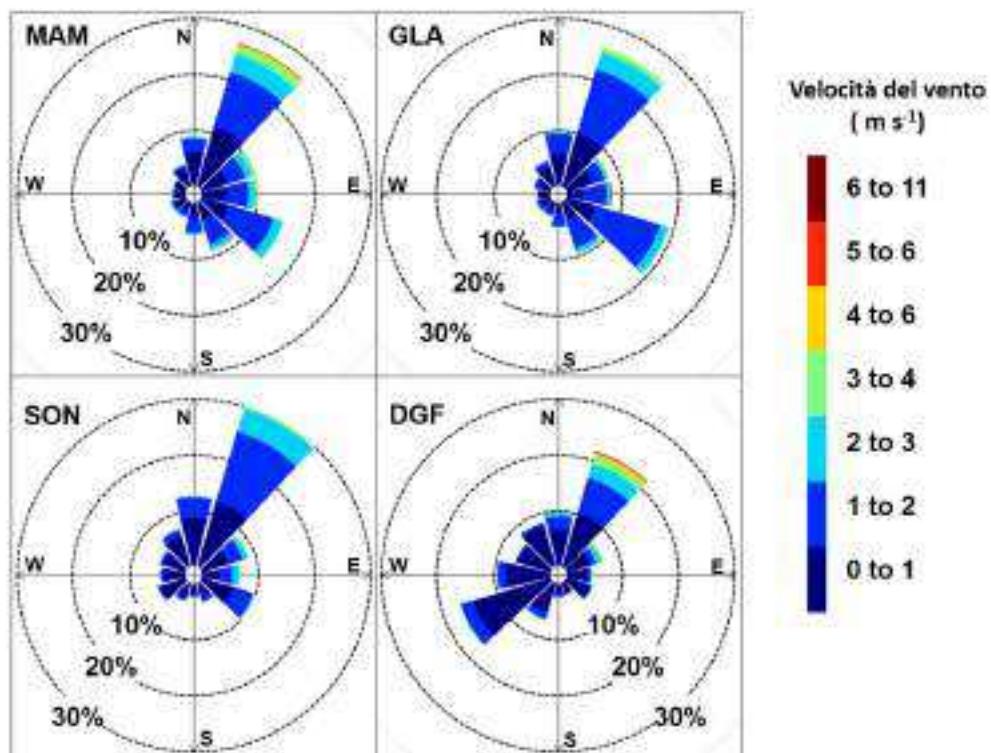 MAM
N
W
E
S
10%
20%
30%
GLA
N
W
E
S
10%
20%
30%
SON
N
W
E
S
10%
20%
30%
DGF
N
W
E
S
10%
20%
30%
Velocità del vento
( m s-1)
6 to 11
5 to 6
4 to 6
3 to 4
2 to 3
1 to 2
0 to 1